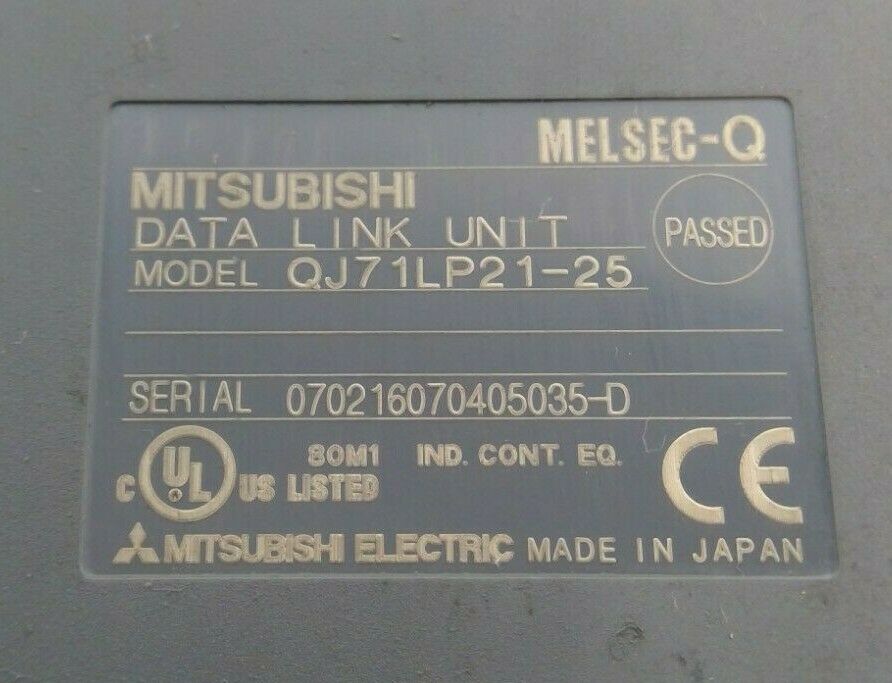 MELSEC-Q
MITSUBISHI
DATA LINK UNIT
PASSED
MODEL QJ71LP21-25
SERIAL 070216070405035-D
C UL US LISTED 80M1 IND. CONT. EQ. CE
MITSUBISHI ELECTRIC MADE IN JAPAN